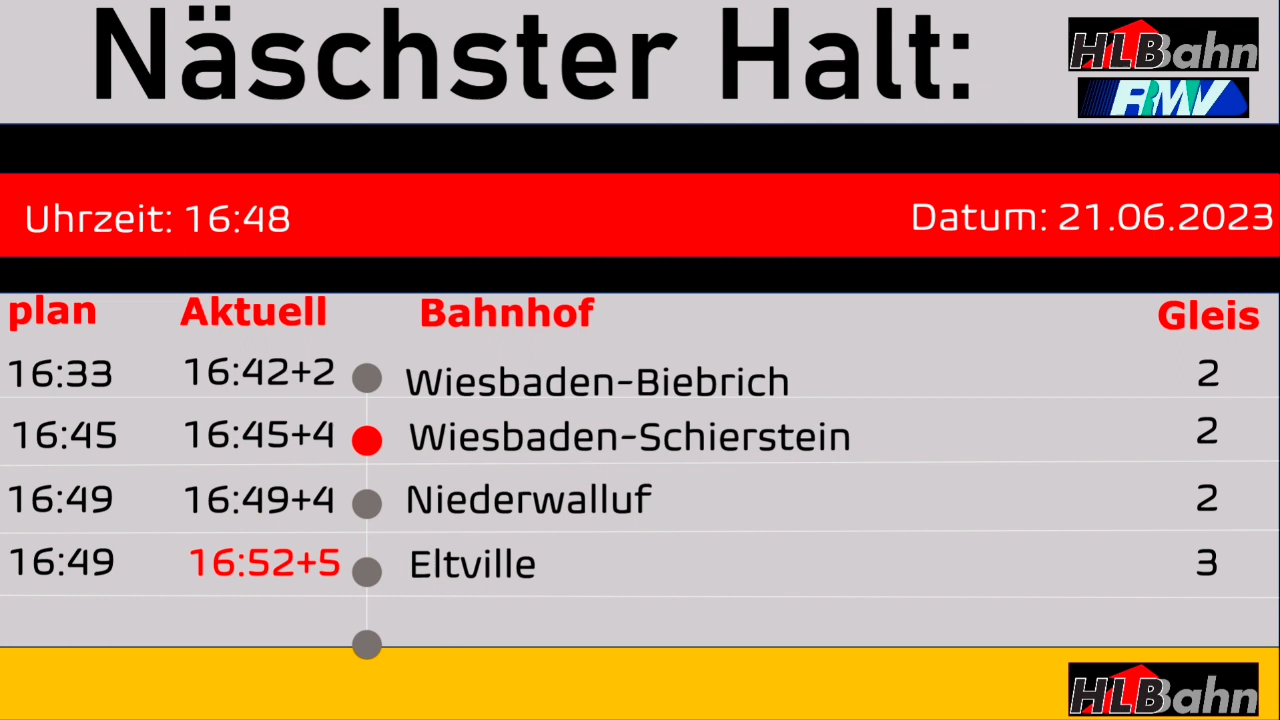 Näschster Halt:
HLBahn
RMV
Uhrzeit: 16:48 Datum: 21.06.2023
plan Aktuell Bahnhof Gleis
16:33 16:42+2 Wiesbaden-Biebrich 2
16:45 16:45+4 Wiesbaden-Schierstein 2
16:49 16:49+4 Niederwalluf 2
16:49 16:52+5 Eltville 3
HLBahn